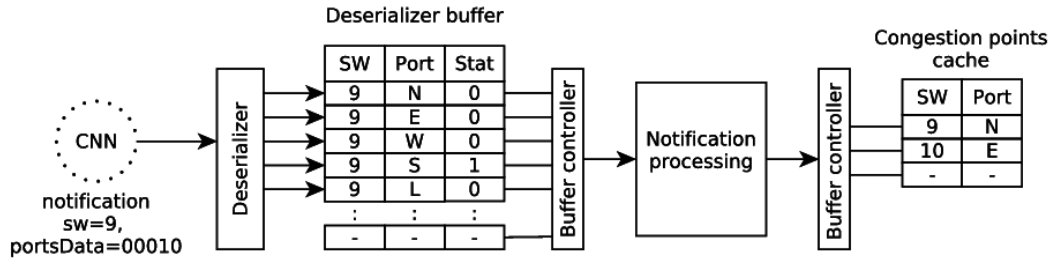 Deserializer buffer
Congestion points
cache
SW Port Stat
9 N 0
9 E 0
9 W 0
9 S 1
9 L 0
: : :
- - -
CNN
notification
sw=9,
portsData=00010
Deserializer
Buffer controller
Notification
processing
Buffer controller
SW Port
9 N
10 E
- -